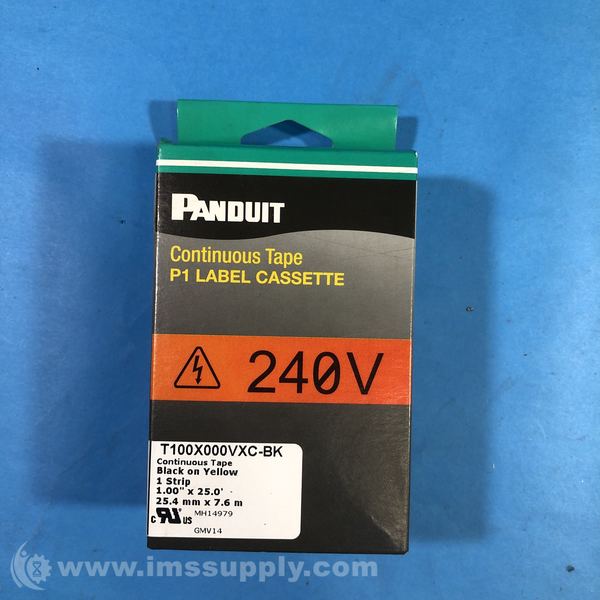 PANDUIT
Continuous Tape
P1 LABEL CASSETTE
240V
T100X000VXC-BK
Continuous Tape
Black on Yellow
1 Strip
1.00" x 25.0'
25.4 mm x 7.6 m
MH14979
c RU US
GMV14
www.imssupply.com